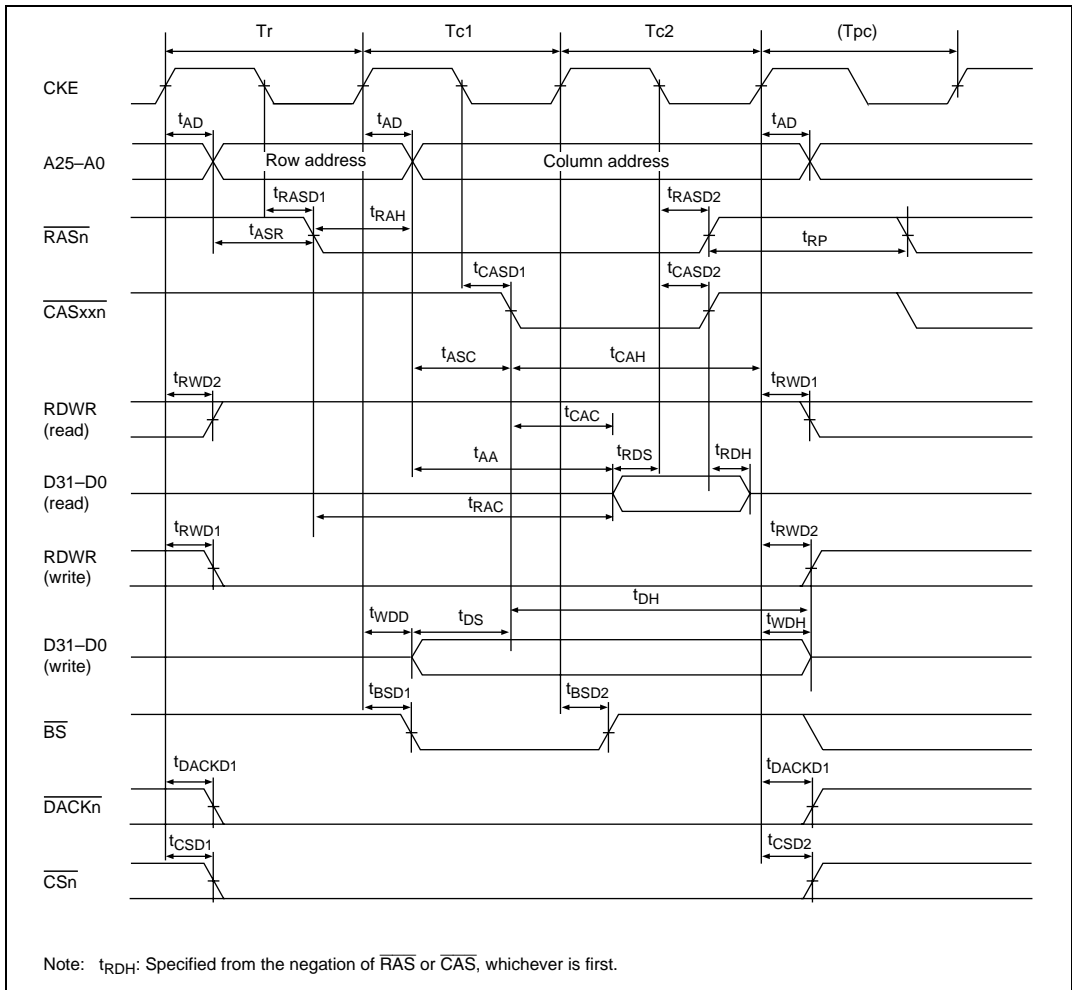 Tr Tc1 Tc2 (Tpc)
CKE
tAD tAD tAD
A25–A0 Row address Column address
tRASD1 tRAH tRASD2
RASn tASR tRP
tCASD1 tCASD2
CASxxn
tASC tCAH
tRWD2 tRWD1
RDWR
(read) tCAC
tAA tRDS tRDH
D31–D0
(read)
tRAC
tRWD1 tRWD2
RDWR
(write)
tDH
tWDD tDS tWDH
D31–D0
(write)
tBSD1 tBSD2
BS
tDACKD1 tDACKD1
DACKn
tCSD1 tCSD2
CSn
Note: tRDH: Specified from the negation of RAS or CAS, whichever is first.